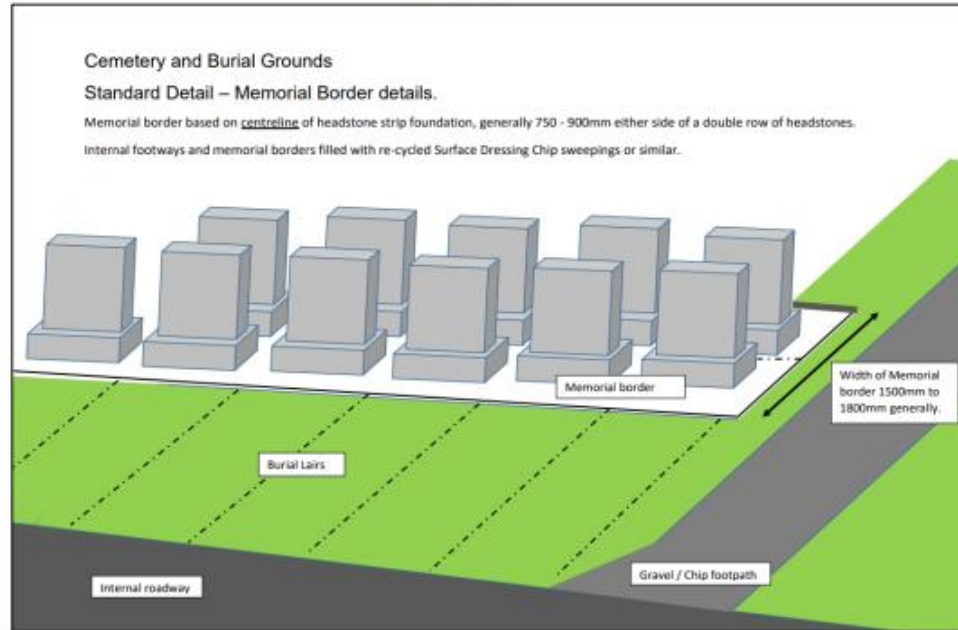 Cemetery and Burial Grounds
Standard Detail – Memorial Border details.
Memorial border based on centreline of headstone strip foundation, generally 750 - 900mm either side of a double row of headstones.
Internal footways and memorial borders filled with re-cycled Surface Dressing Chip sweepings or similar.
Memorial border
Width of Memorial
border 1500mm to
1800mm generally.
Burial Lairs
Internal roadway
Gravel / Chip footpath